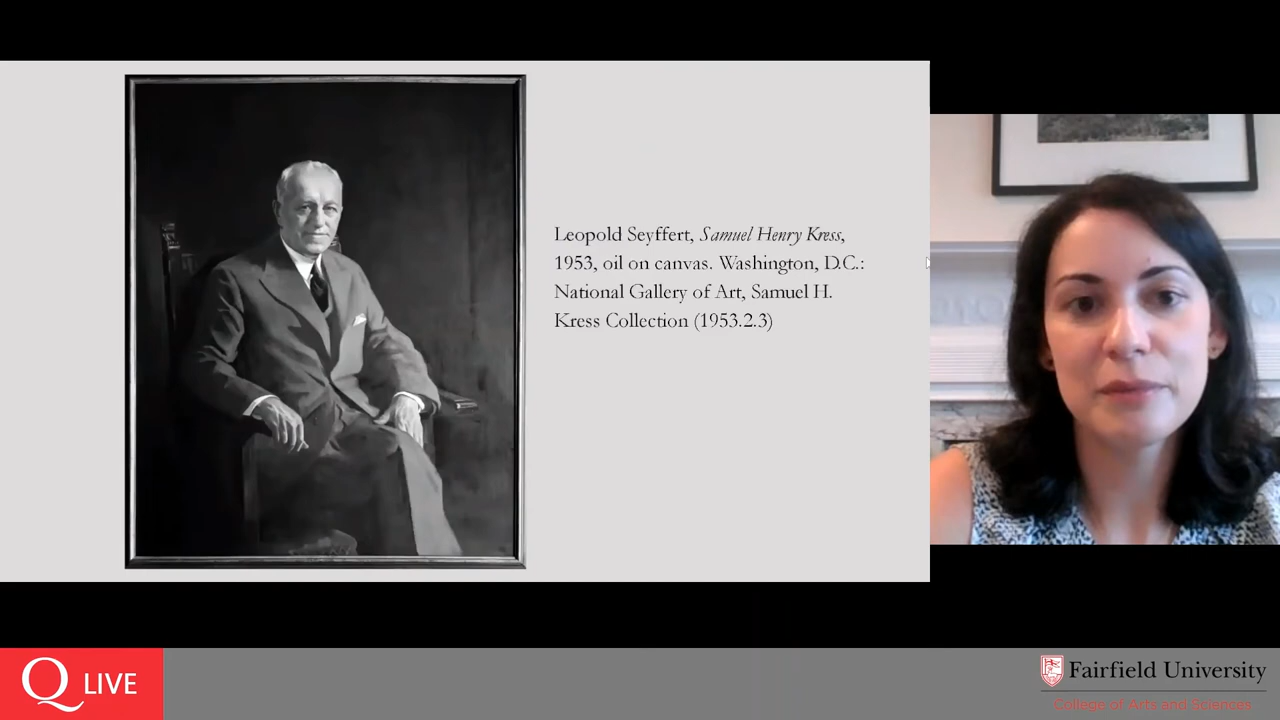 Leopold Seyffert, Samuel Henry Kress,
1953, oil on canvas. Washington, D.C.:
National Gallery of Art, Samuel H.
Kress Collection (1953.2.3)
Q LIVE
Fairfield University
College of Arts and Sciences